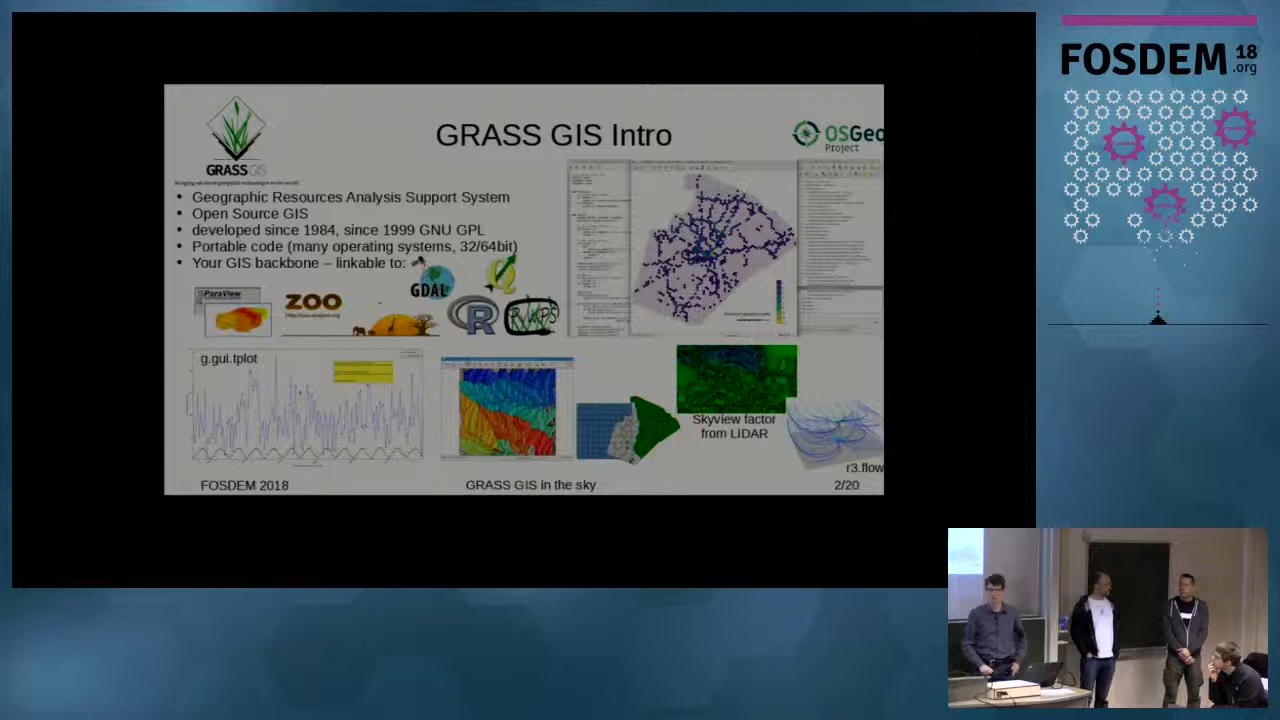 FOSDEM 18
.org
GRASS GIS Intro
GRASSGIS
OSGeo
Project
• Geographic Resources Analysis Support System
• Open Source GIS
• developed since 1984, since 1999 GNU GPL
• Portable code (many operating systems, 32/64bit)
• Your GIS backbone – linkable to:
GDAL
ParaView
ZOO
R
PyWPS
g.gui.tplot
Skyview factor
from LiDAR
r3.flow
FOSDEM 2018
GRASS GIS in the sky
2/20